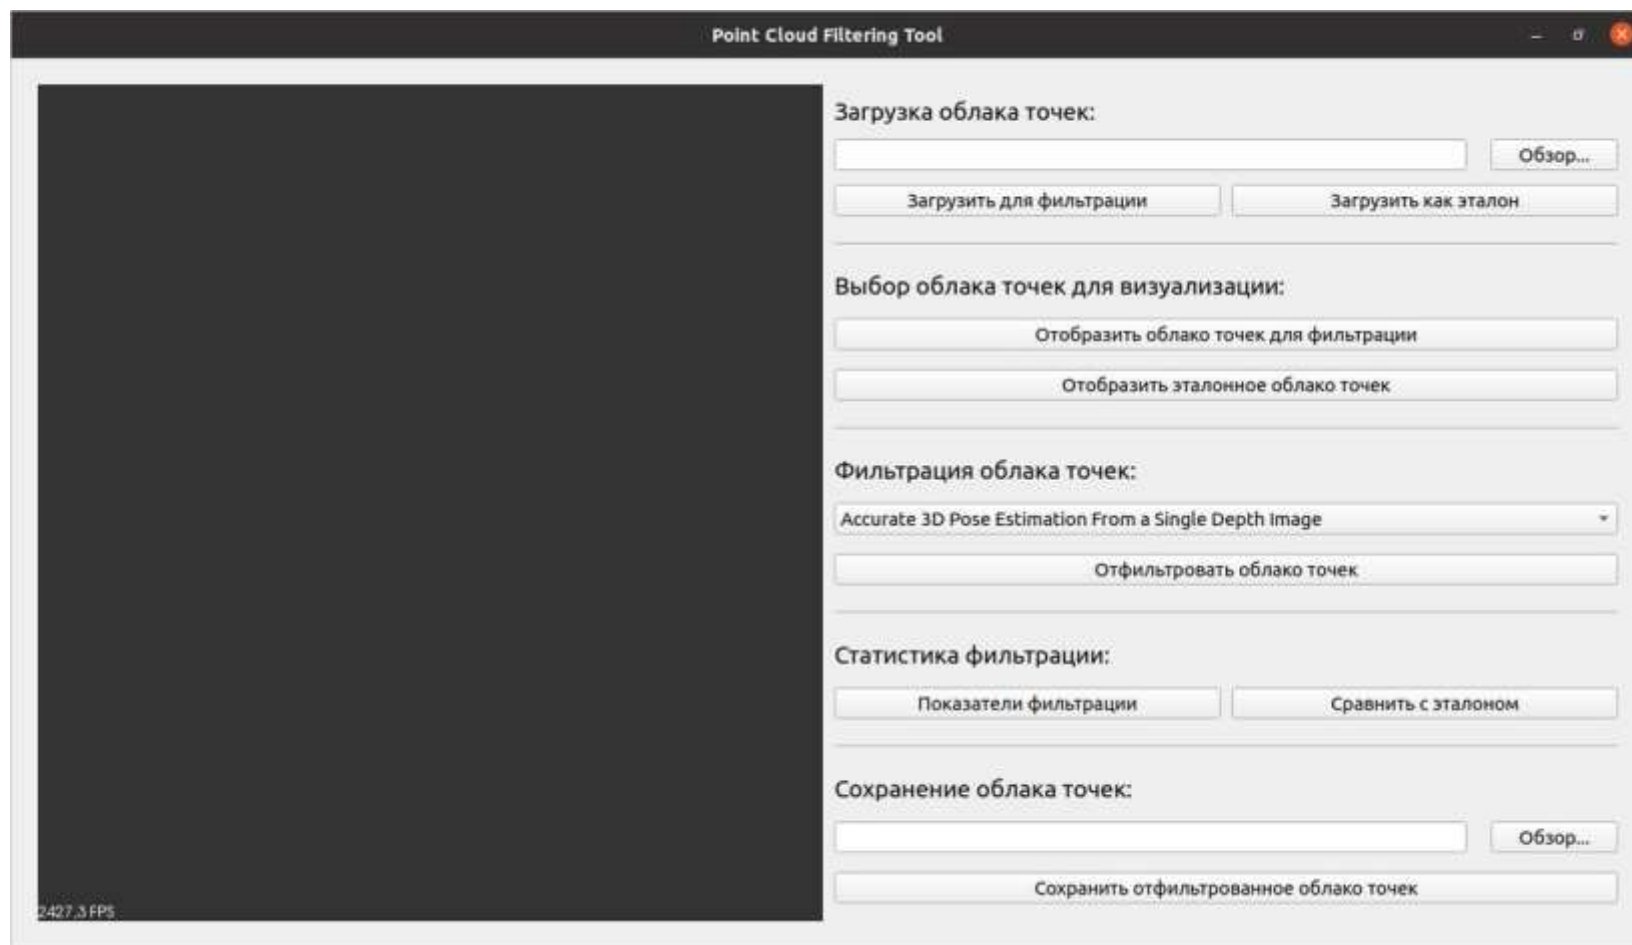 Point Cloud Filtering Tool
Загрузка облака точек:
Обзор...
Загрузить для фильтрации
Загрузить как эталон
Выбор облака точек для визуализации:
Отобразить облако точек для фильтрации
Отобразить эталонное облако точек
Фильтрация облака точек:
Accurate 3D Pose Estimation From a Single Depth Image
Отфильтровать облако точек
Статистика фильтрации:
Показатели фильтрации
Сравнить с эталоном
Сохранение облака точек:
Обзор...
Сохранить отфильтрованное облако точек
2427,3 FPS